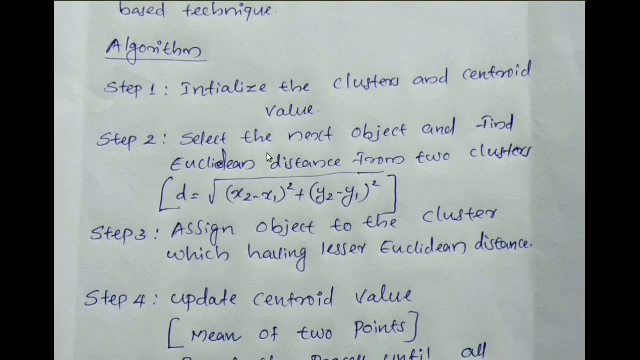 based technique.
Algorithm
Step 1: Intialize the clusters and centroid
value.
Step 2: Select the next object and find
Euclidean distance from two clusters
[d = √(x₂-x₁)² + (y₂-y₁)²]
Step 3: Assign object to the cluster
which having lesser Euclidean distance.
Step 4: update centroid value
[Mean of two points]
until all